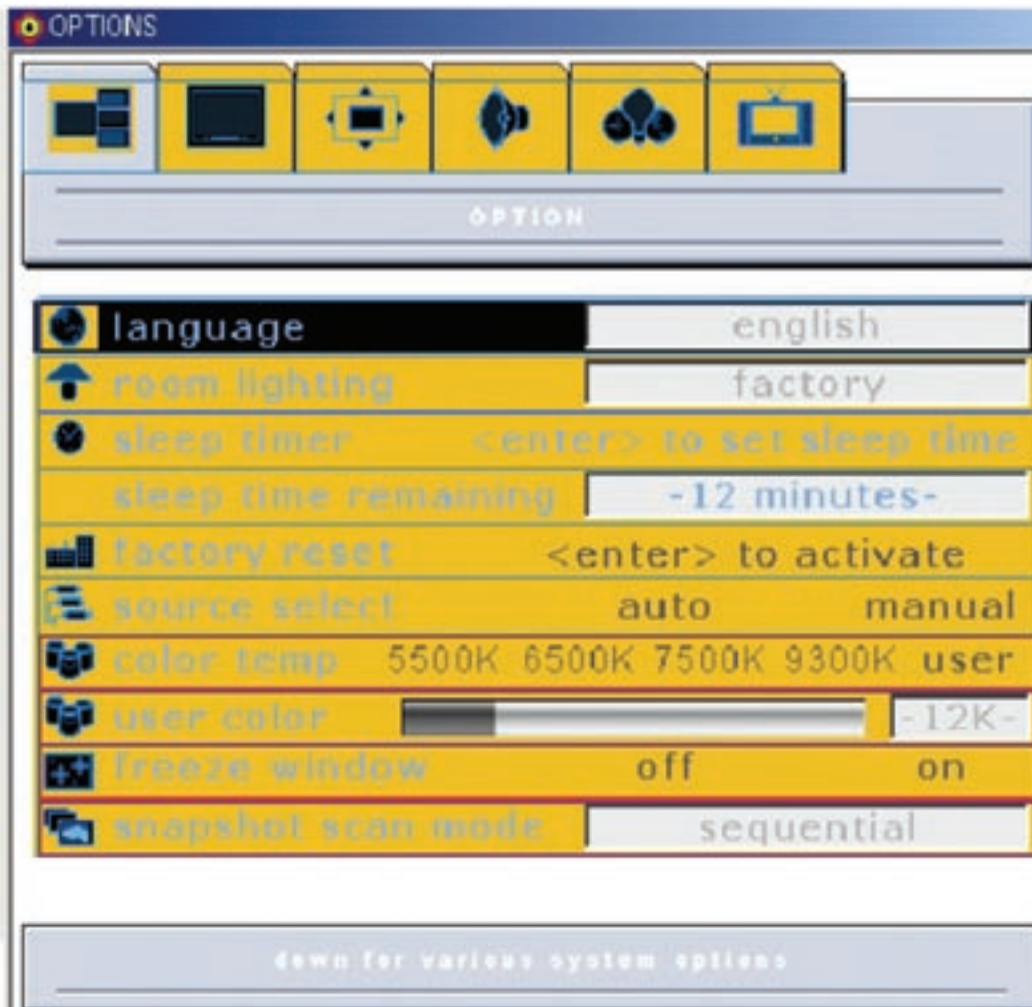 OPTIONS
OPTION
language english
room lighting factory
sleep timer <enter> to set sleep time
sleep time remaining -12 minutes-
factory reset <enter> to activate
source select auto manual
color temp 5500K 6500K 7500K 9300K user
user color -12K-
freeze window off on
snapshot scan mode sequential
down for various system options